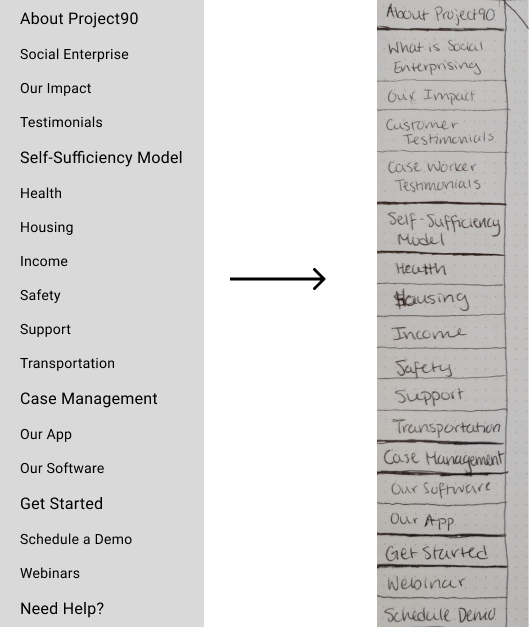 About Project90
Social Enterprise
Our Impact
Testimonials
Self-Sufficiency Model
Health
Housing
Income
Safety
Support
Transportation
Case Management
Our App
Our Software
Get Started
Schedule a Demo
Webinars
Need Help?
About Project90
What is Social
Enterprising
Our Impact
Customer
Testimonials
Case Worker
Testimonials
Self-Sufficiency
Model
Health
Housing
Income
Safety
Support
Transportation
Case Management
Our Software
Our App
Get Started
Webinar
Schedule Demo